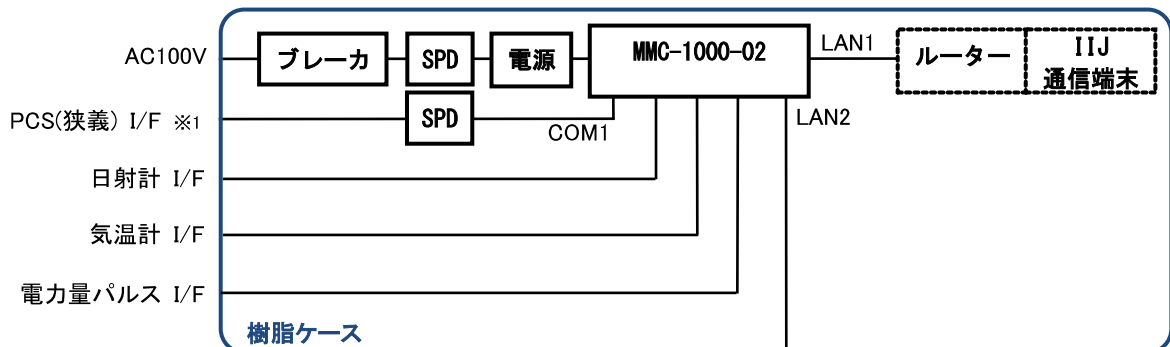 AC100V
ブレーカ
SPD
電源
MMC-1000-02
LAN1
ルーター
IIJ
通信端末
PCS(狭義) I/F ※1
SPD
COM1
LAN2
日射計 I/F
気温計 I/F
電力量パルス I/F
樹脂ケース